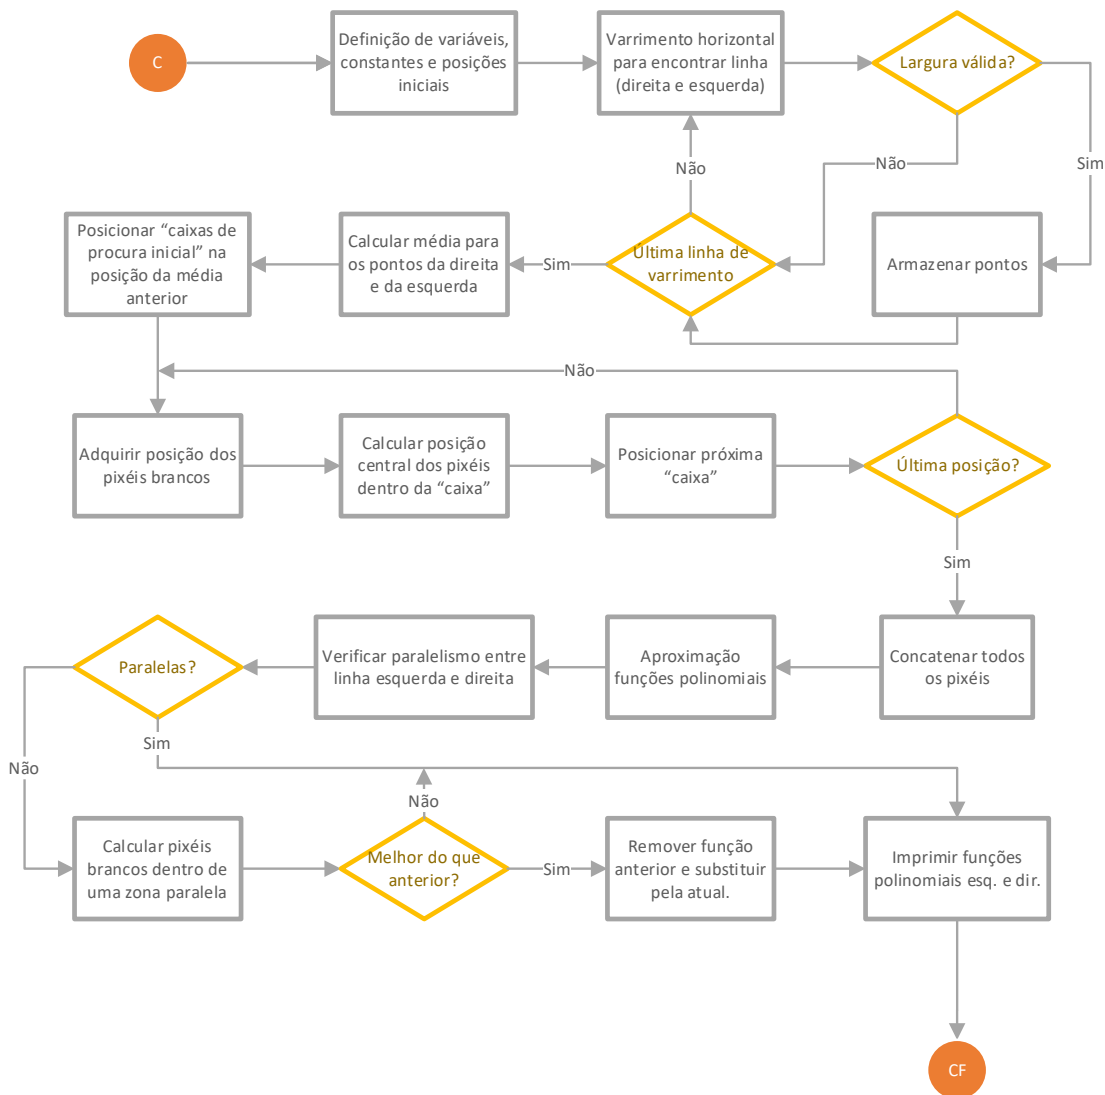 C
Definição de variáveis,
constantes e posições
iniciais
Varrimento horizontal
para encontrar linha
(direita e esquerda)
Largura válida?
Não
Não
Sim
Posicionar “caixas de
procura inicial” na
posição da média
anterior
Calcular média para
os pontos da direita
e da esquerda
Sim
Última linha de
varrimento
Armazenar pontos
Não
Adquirir posição dos
pixéis brancos
Calcular posição
central dos pixéis
dentro da “caixa”
Posicionar próxima
“caixa”
Última posição?
Sim
Paralelas?
Verificar paralelismo entre
linha esquerda e direita
Aproximação
funções polinomiais
Concatenar todos
os pixéis
Sim
Não
Não
Calcular pixéis
brancos dentro de
uma zona paralela
Melhor do que
anterior?
Sim
Remover função
anterior e substituir
pela atual.
Imprimir funções
polinomiais esq. e dir.
CF